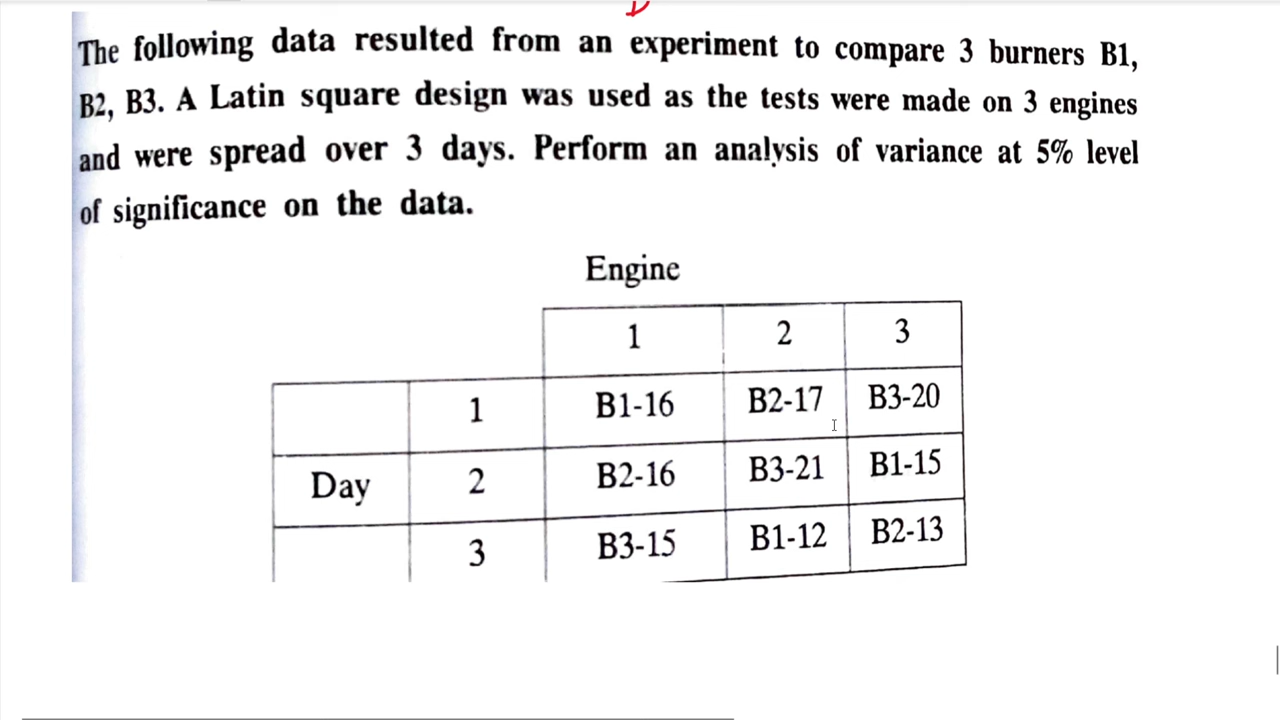 The following data resulted from an experiment to compare 3 burners B1,
B2, B3. A Latin square design was used as the tests were made on 3 engines
and were spread over 3 days. Perform an analysis of variance at 5% level
of significance on the data.
Engine
1 2 3
1 B1-16 B2-17 B3-20
Day 2 B2-16 B3-21 B1-15
3 B3-15 B1-12 B2-13